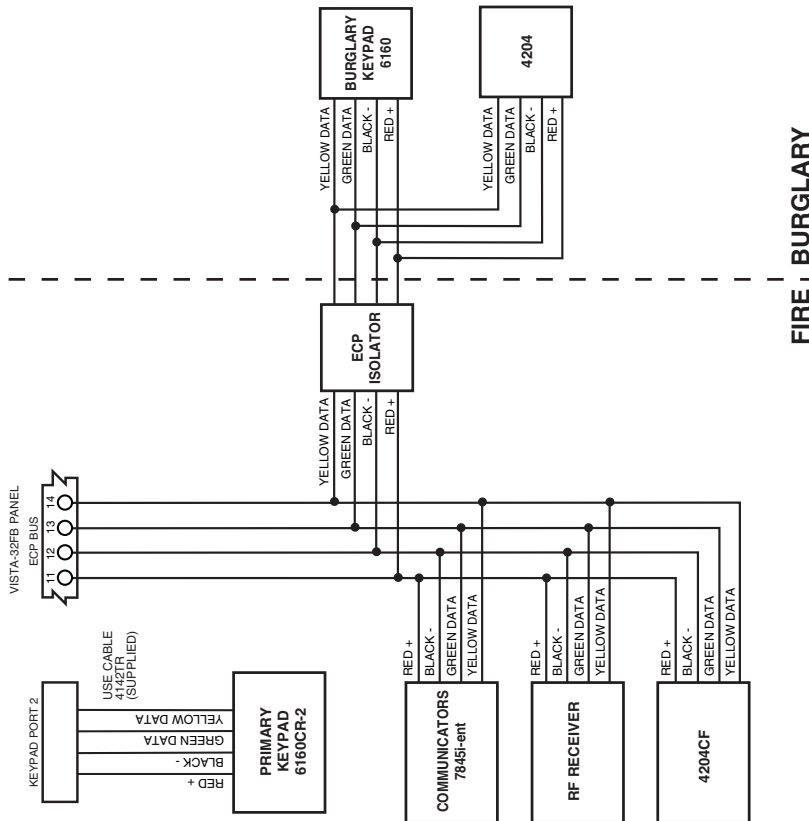 KEYPAD PORT 2
USE CABLE
4142TR
(SUPPLIED)
RED +
BLACK -
GREEN DATA
YELLOW DATA
PRIMARY
KEYPAD
6160CR-2
VISTA-32FB PANEL
ECP BUS
11
12
13
14
RED +
BLACK -
GREEN DATA
YELLOW DATA
COMMUNICATORS
7845i-ent
RED +
BLACK -
GREEN DATA
YELLOW DATA
RF RECEIVER
RED +
BLACK -
GREEN DATA
YELLOW DATA
4204CF
YELLOW DATA
GREEN DATA
BLACK -
RED +
ECP
ISOLATOR
YELLOW DATA
GREEN DATA
BLACK -
RED +
BURGLARY
KEYPAD
6160
YELLOW DATA
GREEN DATA
BLACK -
RED +
4204
FIRE
BURGLARY